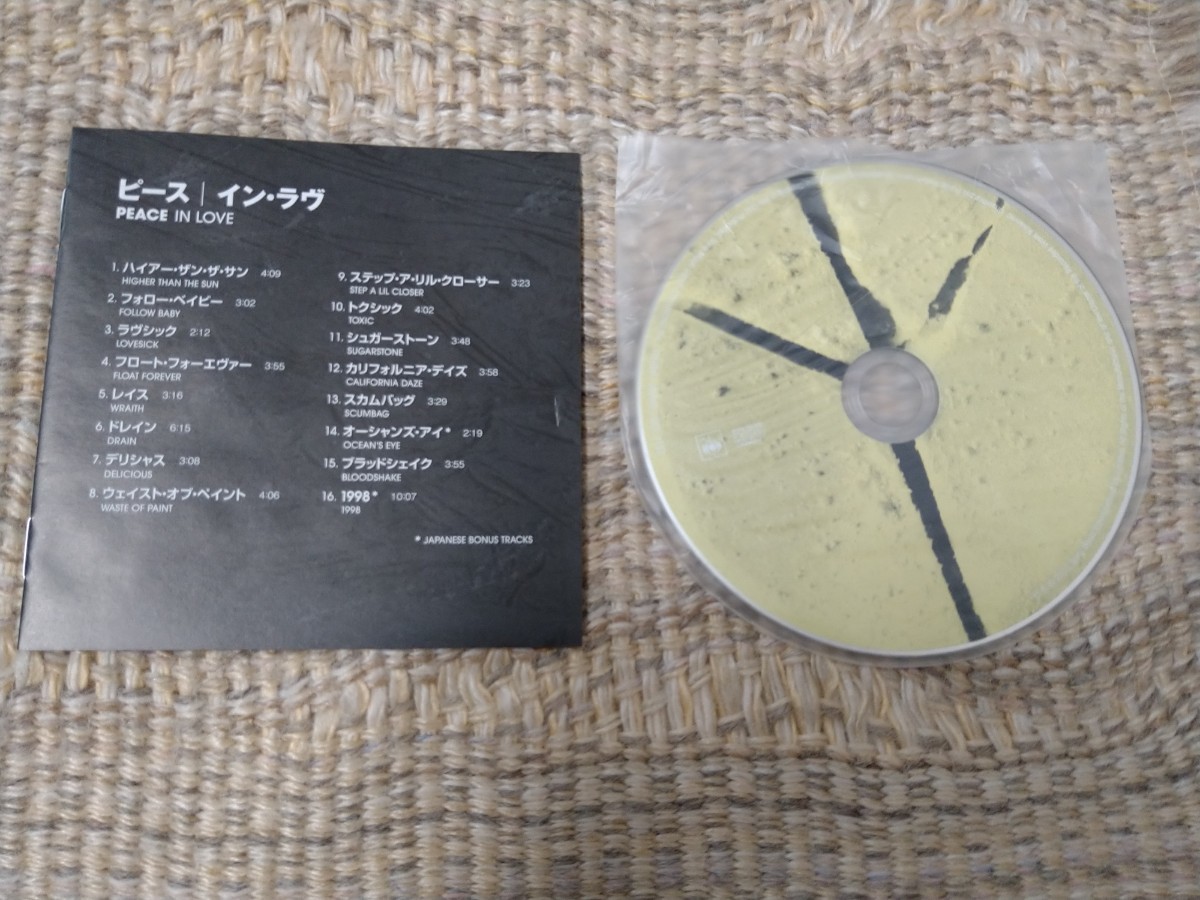 ピース｜イン・ラヴ
PEACE IN LOVE
1. ハイアー・ザン・ザ・サン 4:09
HIGHER THAN THE SUN
2. フォロー・ベイビー 3:02
FOLLOW BABY
3. ラヴシック 2:12
LOVESICK
4. フロート・フォーエヴァー 3:55
FLOAT FOREVER
5. レイス 3:16
WRAITH
6. ドレイン 6:15
DRAIN
7. デリシャス 3:08
DELICIOUS
8. ウェイスト・オブ・ペイント 4:06
WASTE OF PAINT
9. ステップ・ア・リル・クローサー 3:23
STEP A LIL CLOSER
10. トクシック 4:02
TOXIC
11. シュガーストーン 3:48
SUGARSTONE
12. カリフォルニア・デイズ 3:58
CALIFORNIA DAZE
13. スカムバッグ 3:29
SCUMBAG
14. オーシャンズ・アイ* 2:19
OCEAN'S EYE
15. ブラッドシェイク 3:55
BLOODSHAKE
16. 1998* 10:07
1998
* JAPANESE BONUS TRACKS